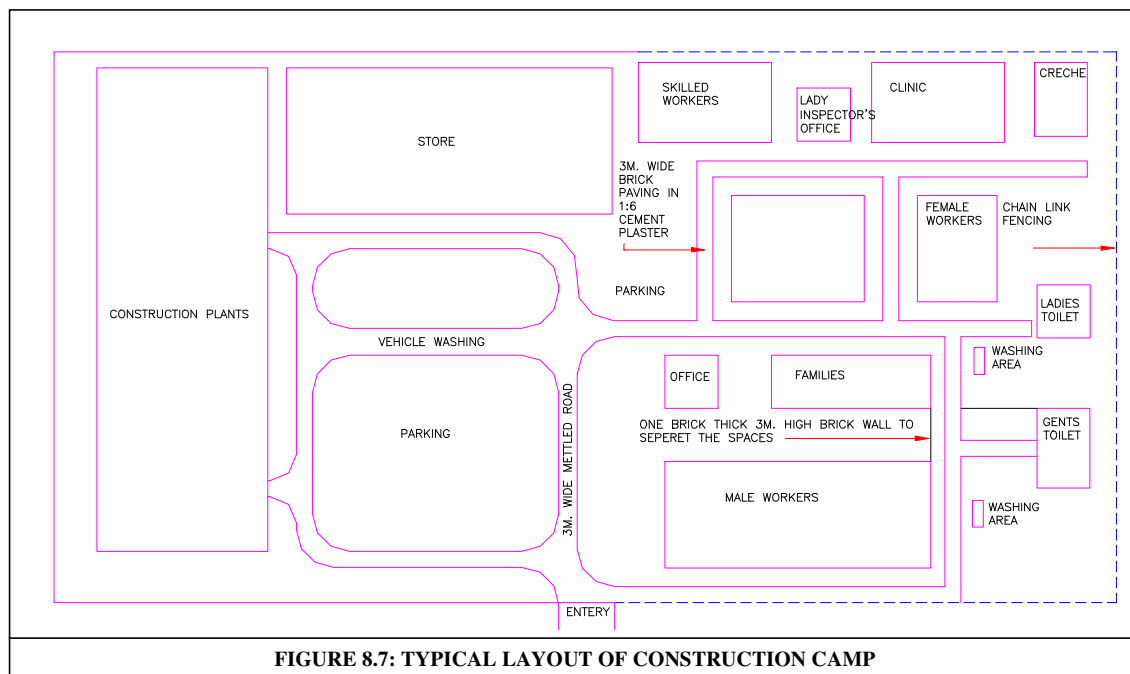 SKILLED
WORKERS
LADY
INSPECTOR'S
OFFICE
CLINIC
CRECHE
STORE
3M. WIDE
BRICK
PAVING IN
1:6
CEMENT
PLASTER
FEMALE
WORKERS
CHAIN LINK
FENCING
CONSTRUCTION PLANTS
PARKING
LADIES
TOILET
VEHICLE WASHING
WASHING
AREA
OFFICE
FAMILIES
3M. WIDE METTLED ROAD
PARKING
ONE BRICK THICK 3M. HIGH BRICK WALL TO
SEPERET THE SPACES
GENTS
TOILET
MALE WORKERS
WASHING
AREA
ENTERY
FIGURE 8.7: TYPICAL LAYOUT OF CONSTRUCTION CAMP